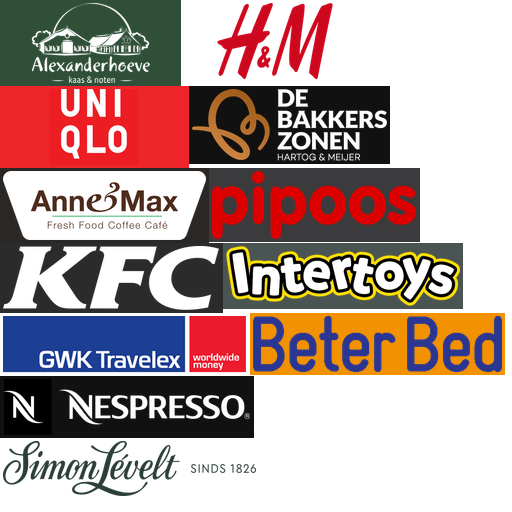 Alexanderhoeve
kaas & noten
H&M
UNI
QLO
DE
BAKKERS
ZONEN
HARTOG & MEIJER
Anne&Max
Fresh Food Coffee Café
pipoos
KFC
Intertoys
GWK Travelex
worldwide
money
Beter Bed
N NESPRESSO®
Simon Lévelt SINDS 1826